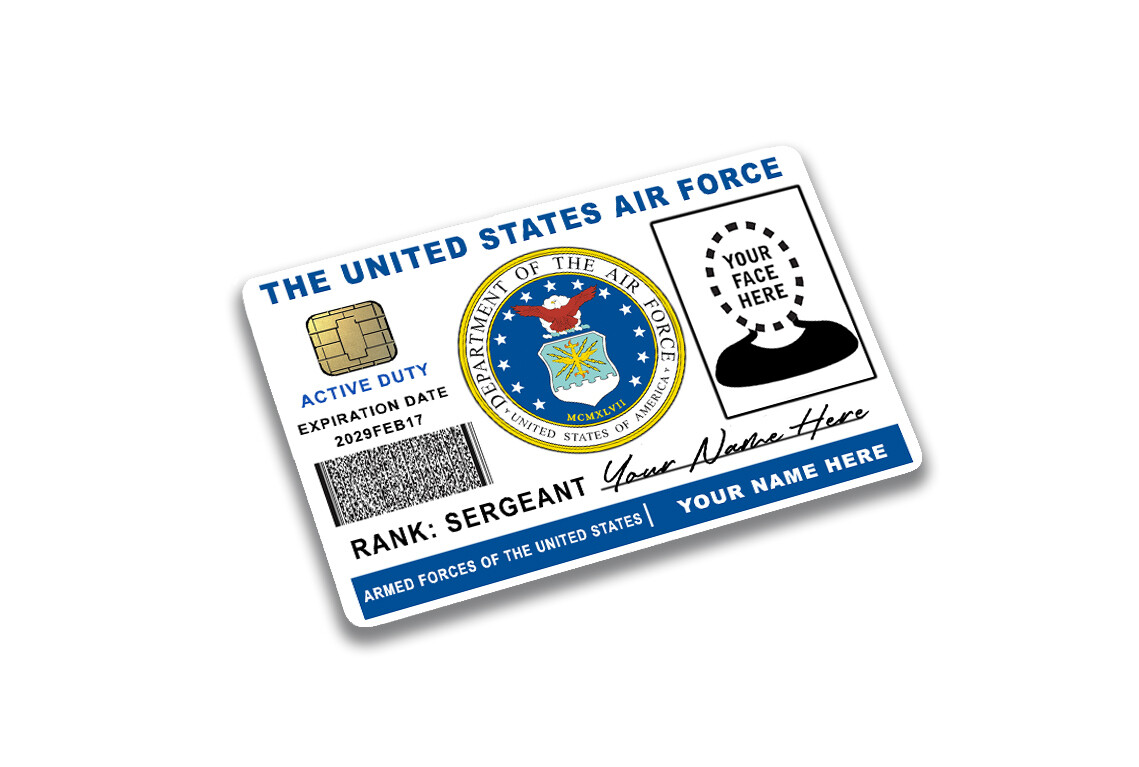 THE UNITED STATES AIR FORCE
DEPARTMENT OF THE AIR FORCE
MCMXLVII
UNITED STATES OF AMERICA
YOUR
FACE
HERE
ACTIVE DUTY
EXPIRATION DATE
2029FEB17
RANK: SERGEANT
Your Name Here
ARMED FORCES OF THE UNITED STATES
YOUR NAME HERE